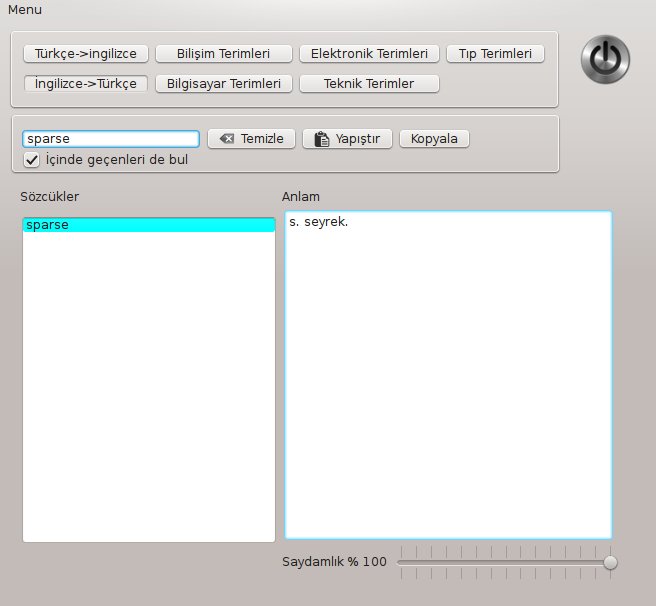 Menu
Türkçe->ingilizce
Bilişim Terimleri
Elektronik Terimleri
Tıp Terimleri
İngilizce->Türkçe
Bilgisayar Terimleri
Teknik Terimler
sparse
Temizle
Yapıştır
Kopyala
İçinde geçenleri de bul
Sözcükler
Anlam
sparse
s. seyrek.
Saydamlık % 100